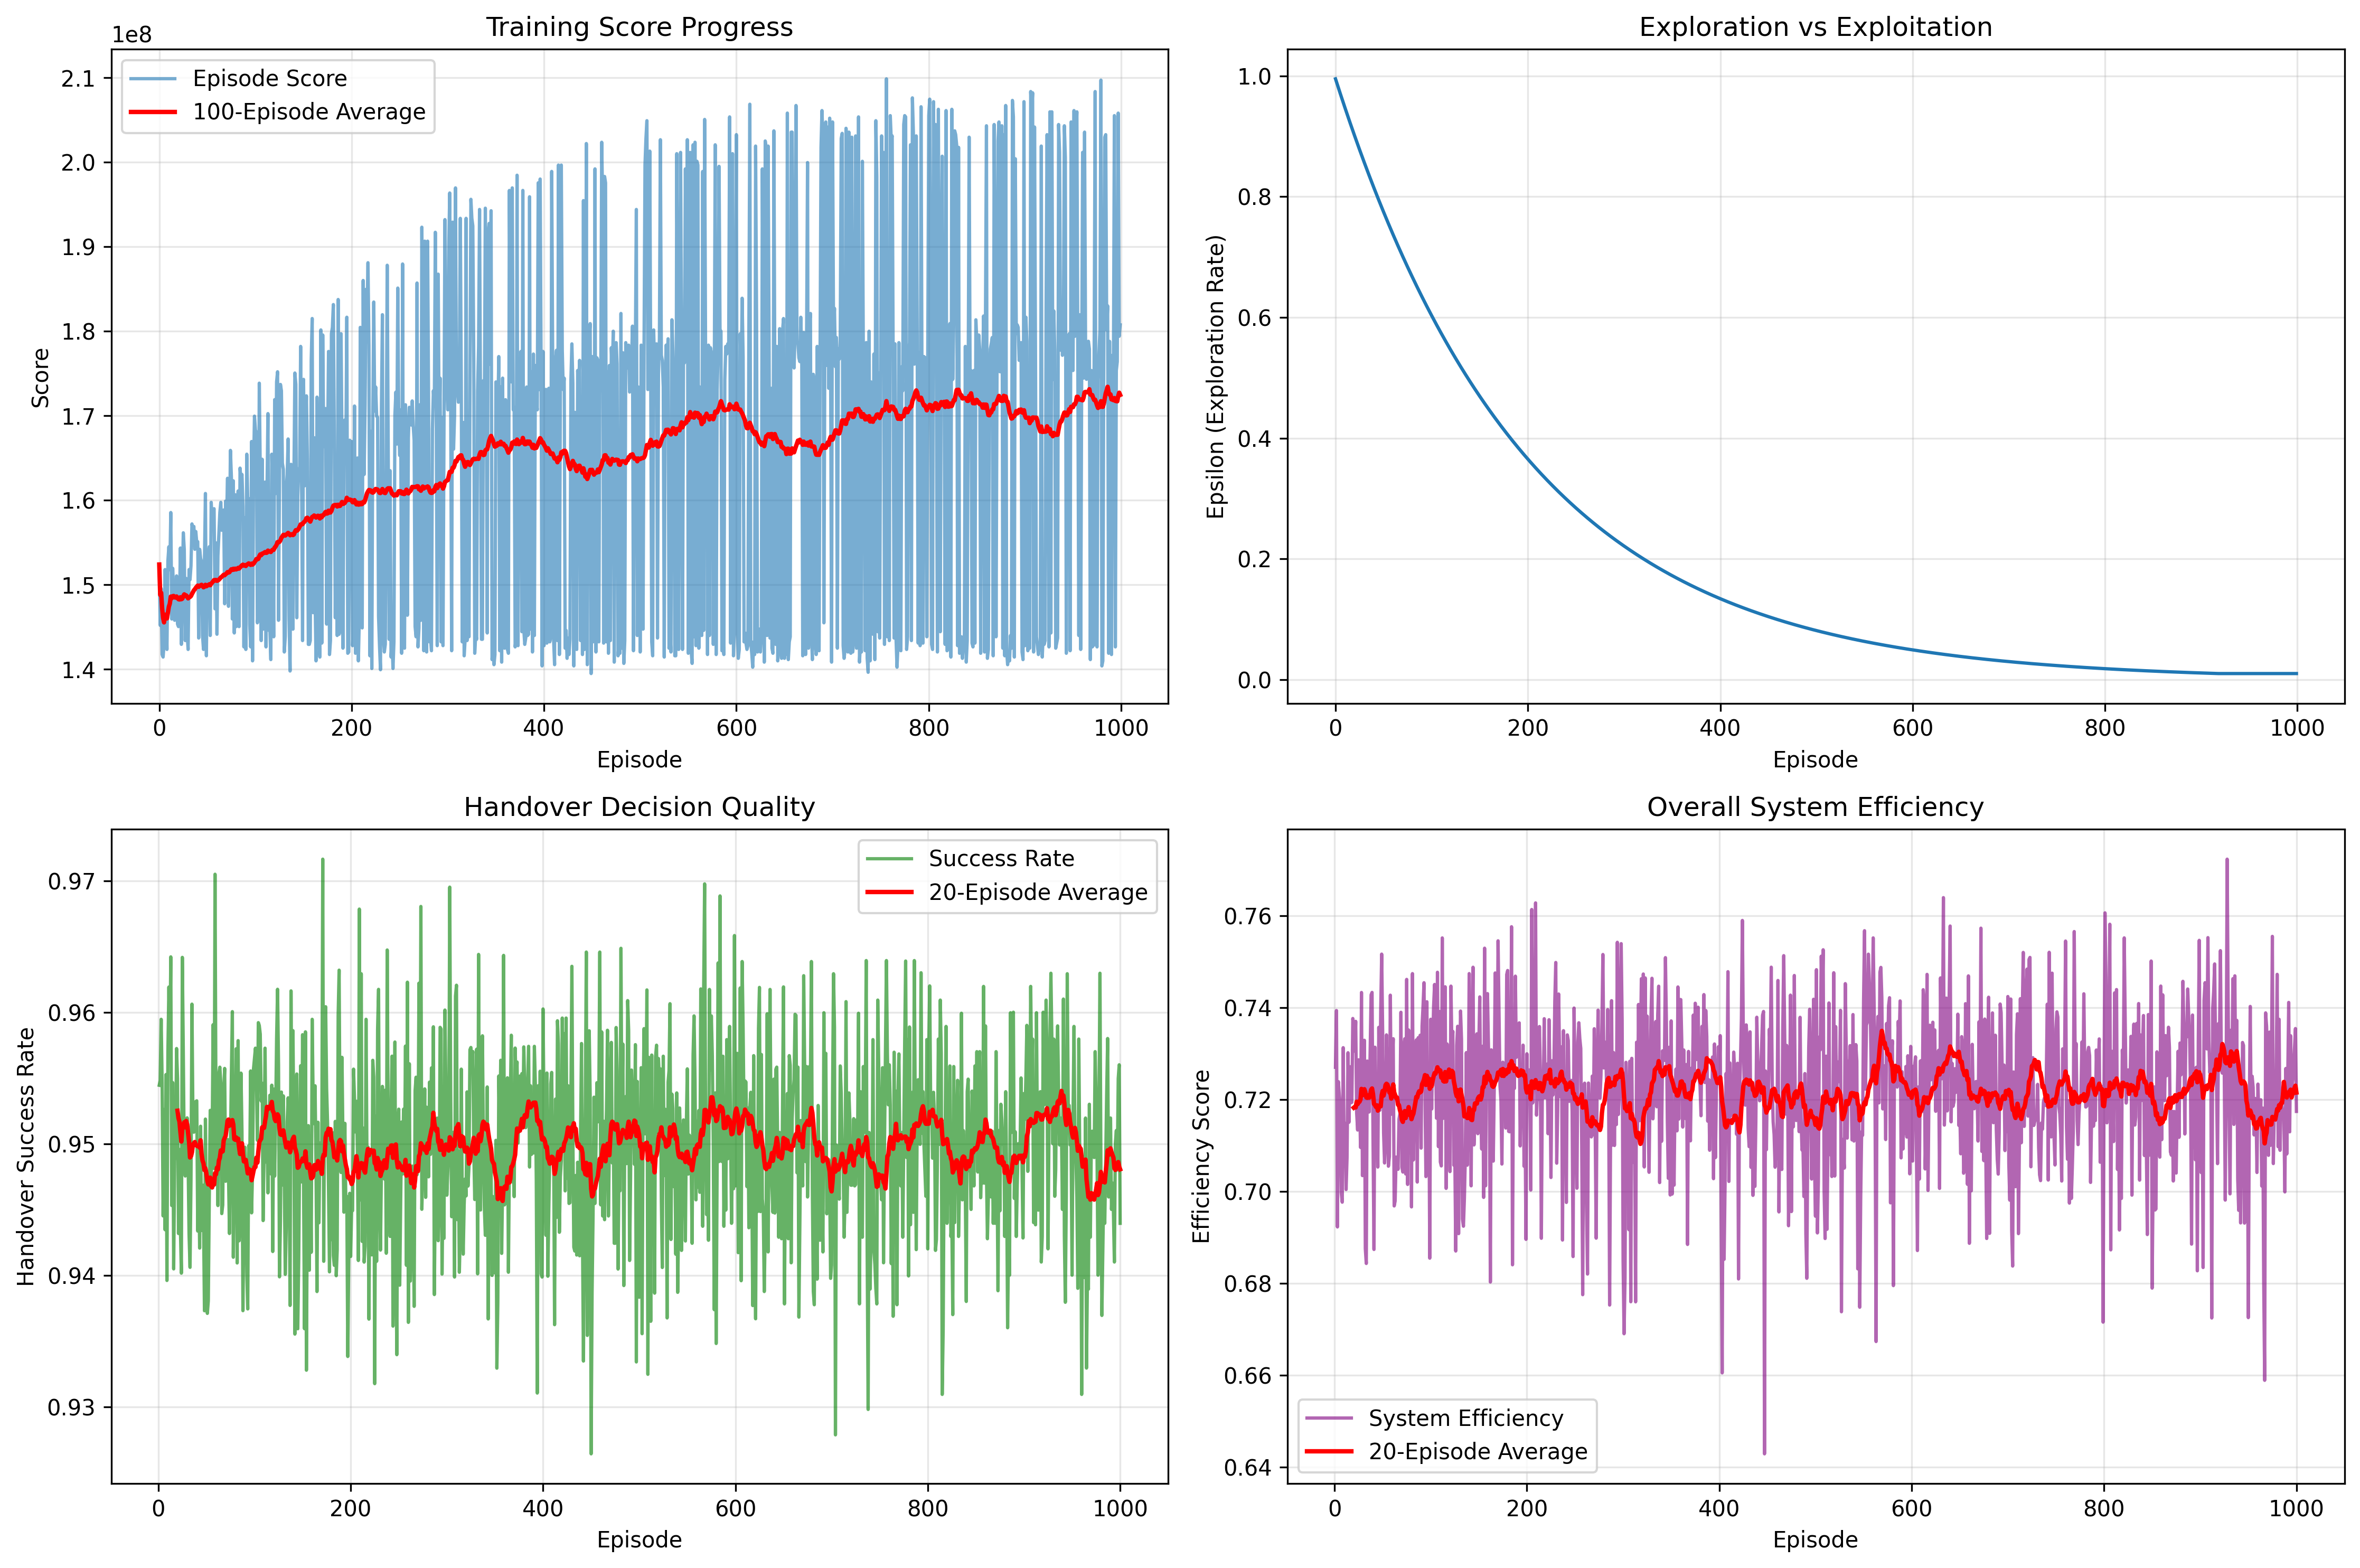 Training Score Progress
1e8
Episode Score
100-Episode Average
2.1
2.0
1.9
1.8
1.7
1.6
1.5
1.4
Score
0 200 400 600 800 1000
Episode
Exploration vs Exploitation
1.0
0.8
0.6
0.4
0.2
0.0
Epsilon (Exploration Rate)
0 200 400 600 800 1000
Episode
Handover Decision Quality
Success Rate
20-Episode Average
0.97
0.96
0.95
0.94
0.93
Handover Success Rate
0 200 400 600 800 1000
Episode
Overall System Efficiency
0.76
0.74
0.72
0.70
0.68
0.66
0.64
Efficiency Score
System Efficiency
20-Episode Average
0 200 400 600 800 1000
Episode